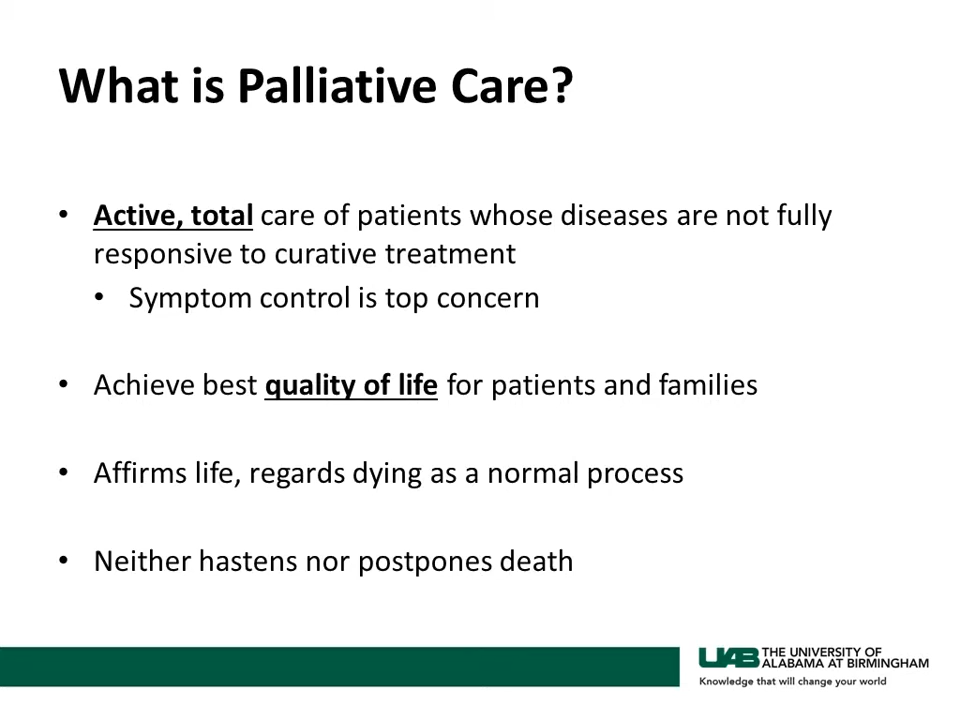 What is Palliative Care?
• Active, total care of patients whose diseases are not fully
responsive to curative treatment
• Symptom control is top concern
• Achieve best quality of life for patients and families
• Affirms life, regards dying as a normal process
• Neither hastens nor postpones death
UAB THE UNIVERSITY OF
ALABAMA AT BIRMINGHAM
Knowledge that will change your world